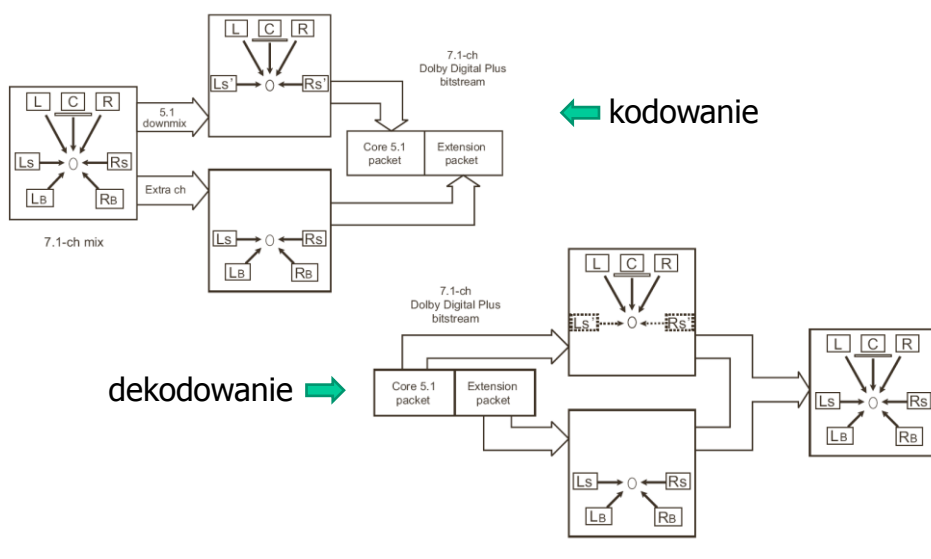 L C R
Ls' Rs'
7.1-ch
Dolby Digital Plus
bitstream
kodowanie
L C R
Ls Rs
LB RB
5.1
downmix
Extra ch
7.1-ch mix
Core 5.1
packet
Extension
packet
Ls Rs
LB RB
7.1-ch
Dolby Digital Plus
bitstream
L C R
Ls' Rs'
dekodowanie
Core 5.1
packet
Extension
packet
L C R
Ls Rs
LB RB
Ls Rs
LB RB